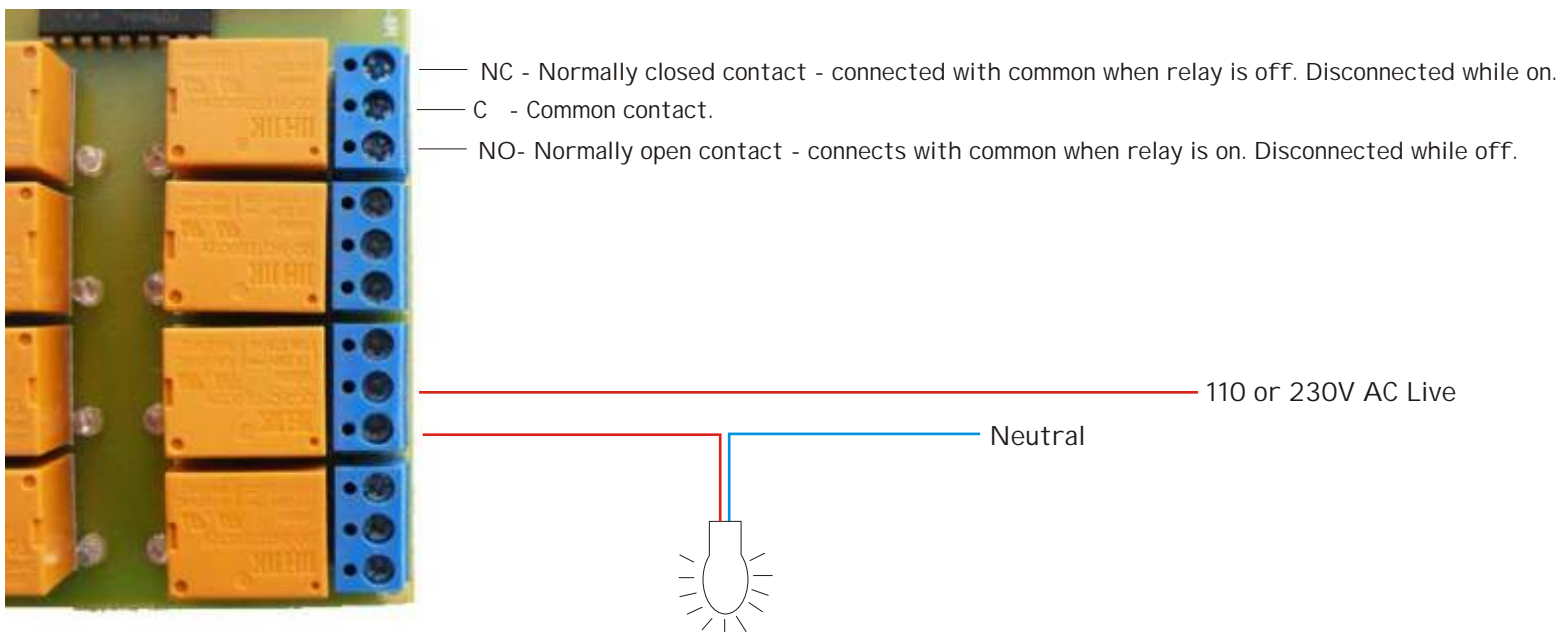 NC - Normally closed contact - connected with common when relay is off. Disconnected while on.
C - Common contact.
NO- Normally open contact - connects with common when relay is on. Disconnected while off.
110 or 230V AC Live
Neutral